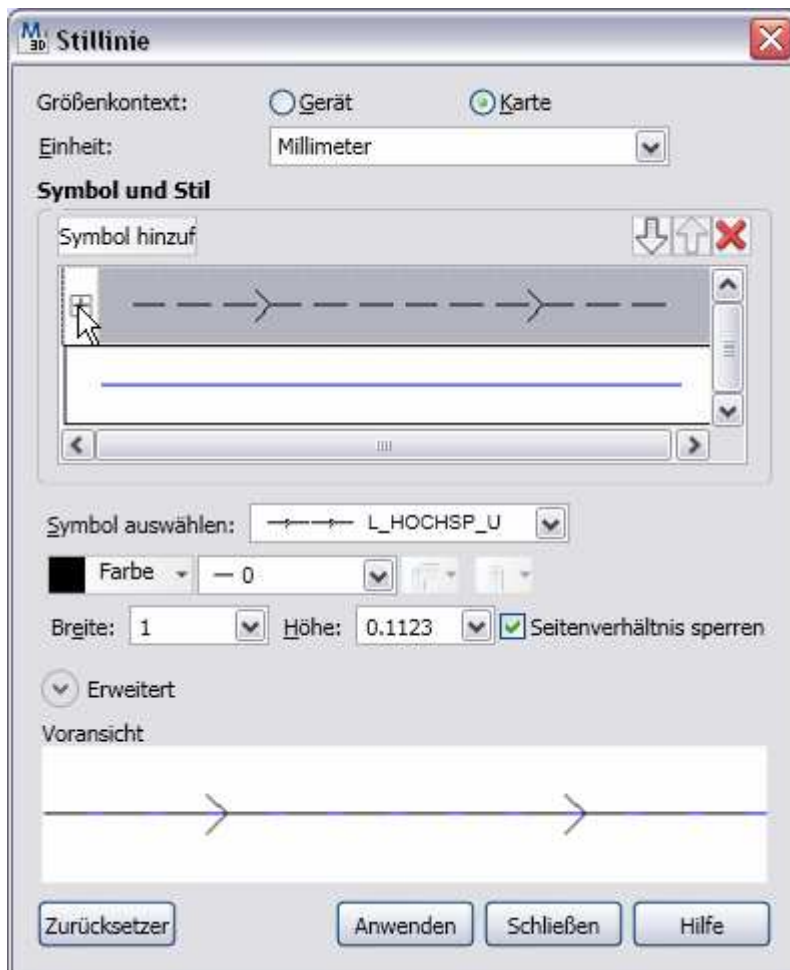 M 3D Stillinie
Größenkontext: Gerät Karte
Einheit: Millimeter
Symbol und Stil
Symbol hinzuf
Symbol auswählen: L_HOCHSP_U
Farbe 0
Breite: 1 Höhe: 0.1123 Seitenverhältnis sperren
Erweitert
Voransicht
Zurücksetzer Anwenden Schließen Hilfe